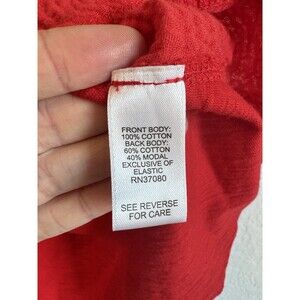 FRONT BODY:
100% COTTON
BACK BODY:
60% COTTON
40% MODAL
EXCLUSIVE OF
ELASTIC
RN37080
SEE REVERSE
FOR CARE